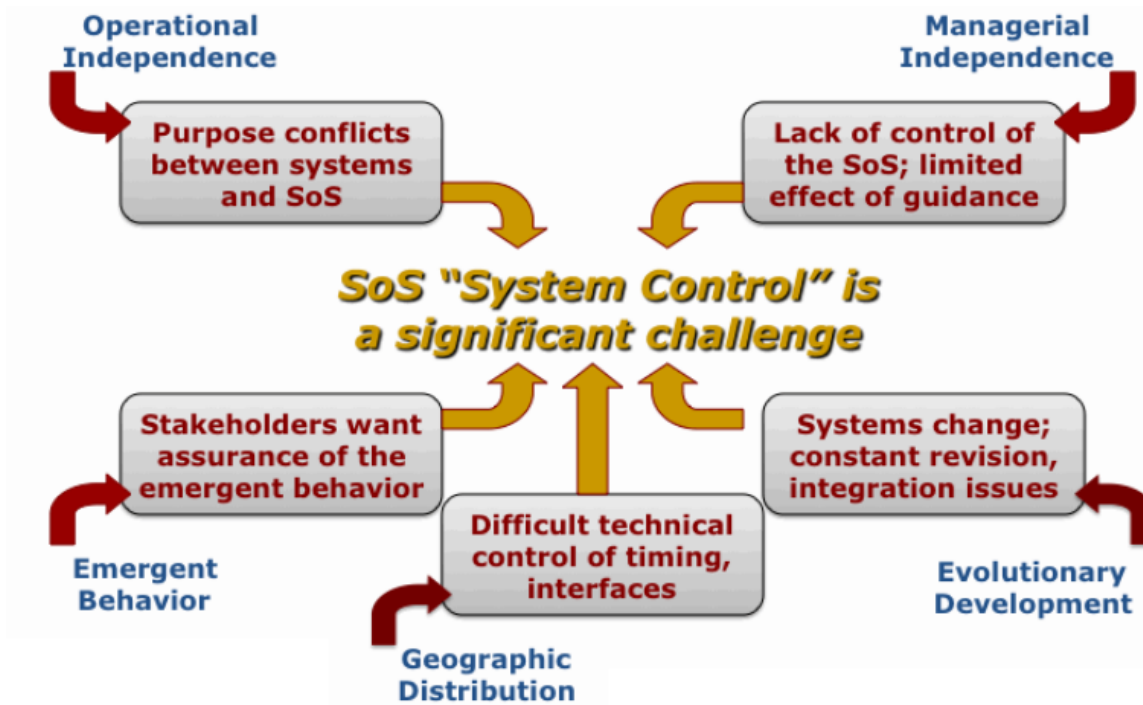 Operational
Independence
Managerial
Independence
Purpose conflicts
between systems
and SoS
Lack of control of
the SoS; limited
effect of guidance
SoS “System Control” is
a significant challenge
Stakeholders want
assurance of the
emergent behavior
Systems change;
constant revision,
integration issues
Difficult technical
control of timing,
interfaces
Emergent
Behavior
Evolutionary
Development
Geographic
Distribution